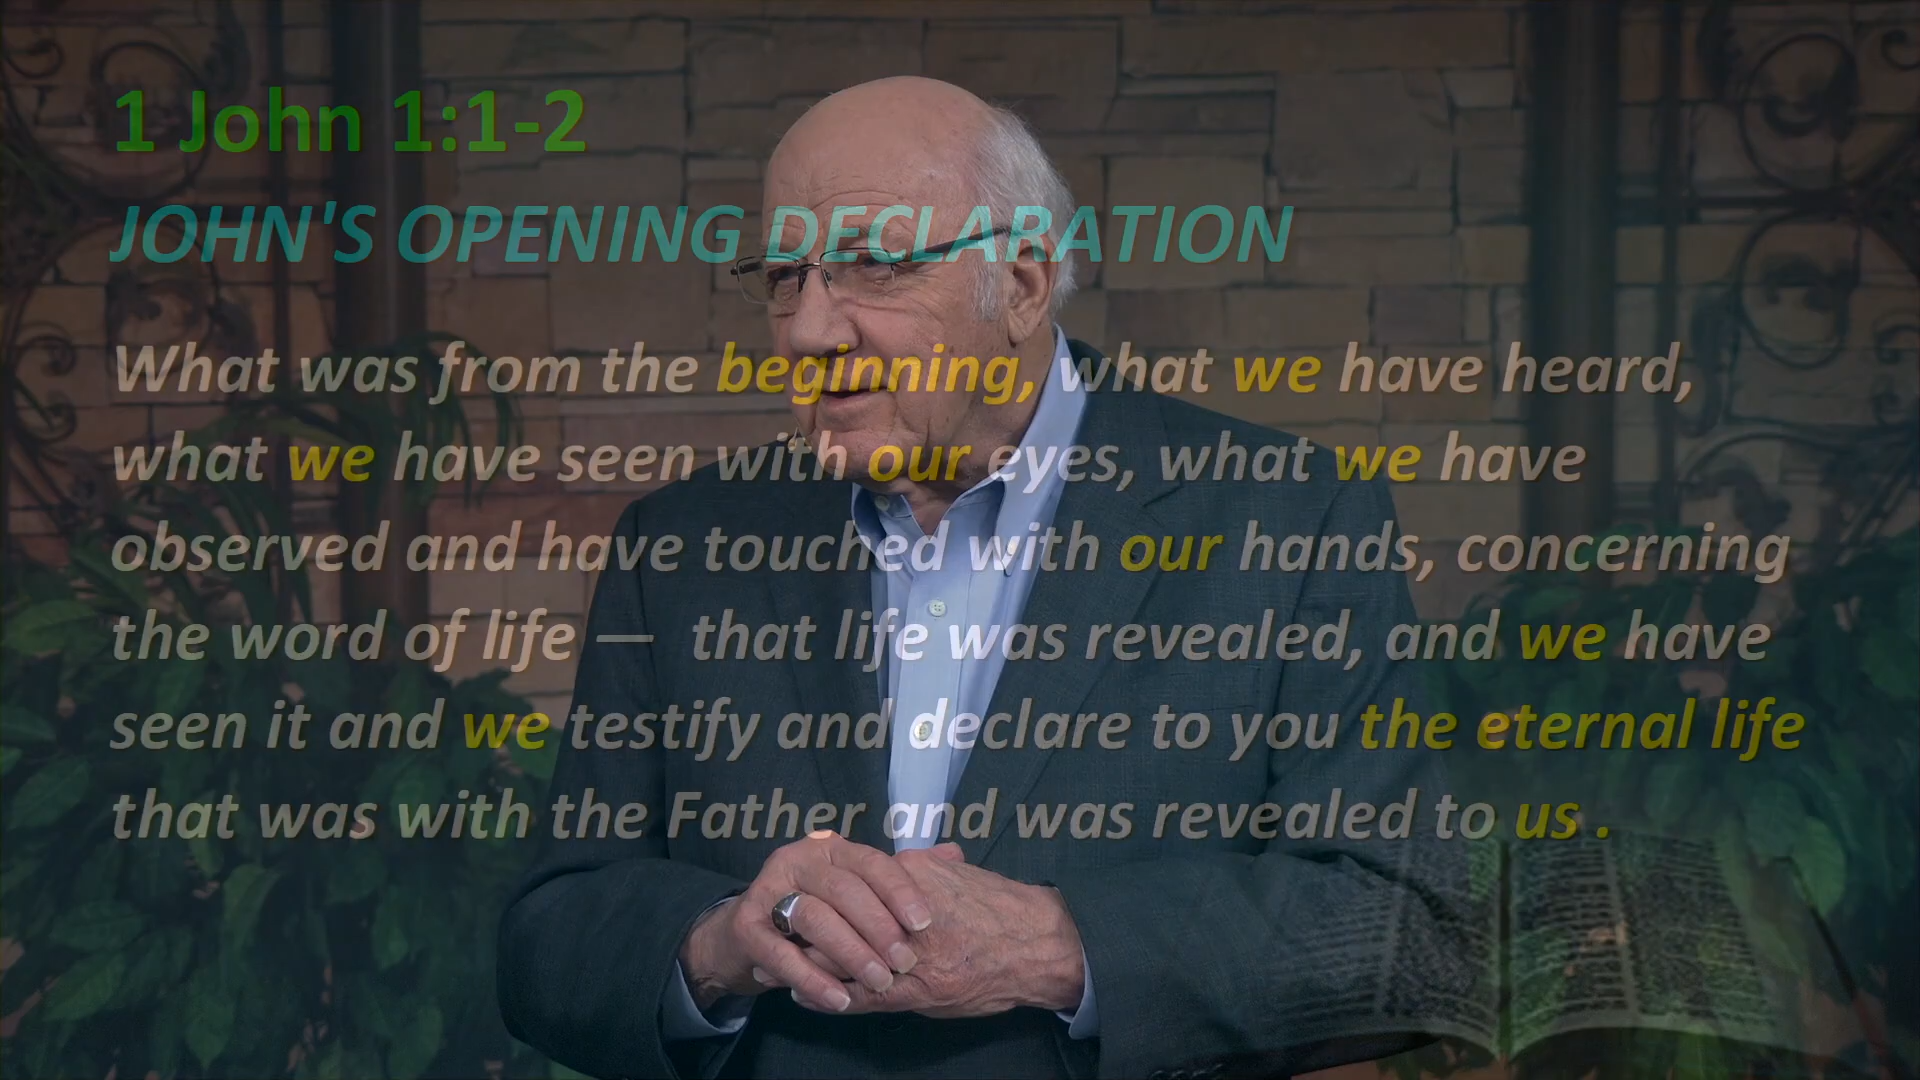 1 John 1:1-2
JOHN'S OPENING DECLARATION
What was from the beginning, what we have heard,
what we have seen with our eyes, what we have
observed and have touched with our hands, concerning
the word of life — that life was revealed, and we have
seen it and we testify and declare to you the eternal life
that was with the Father and was revealed to us .